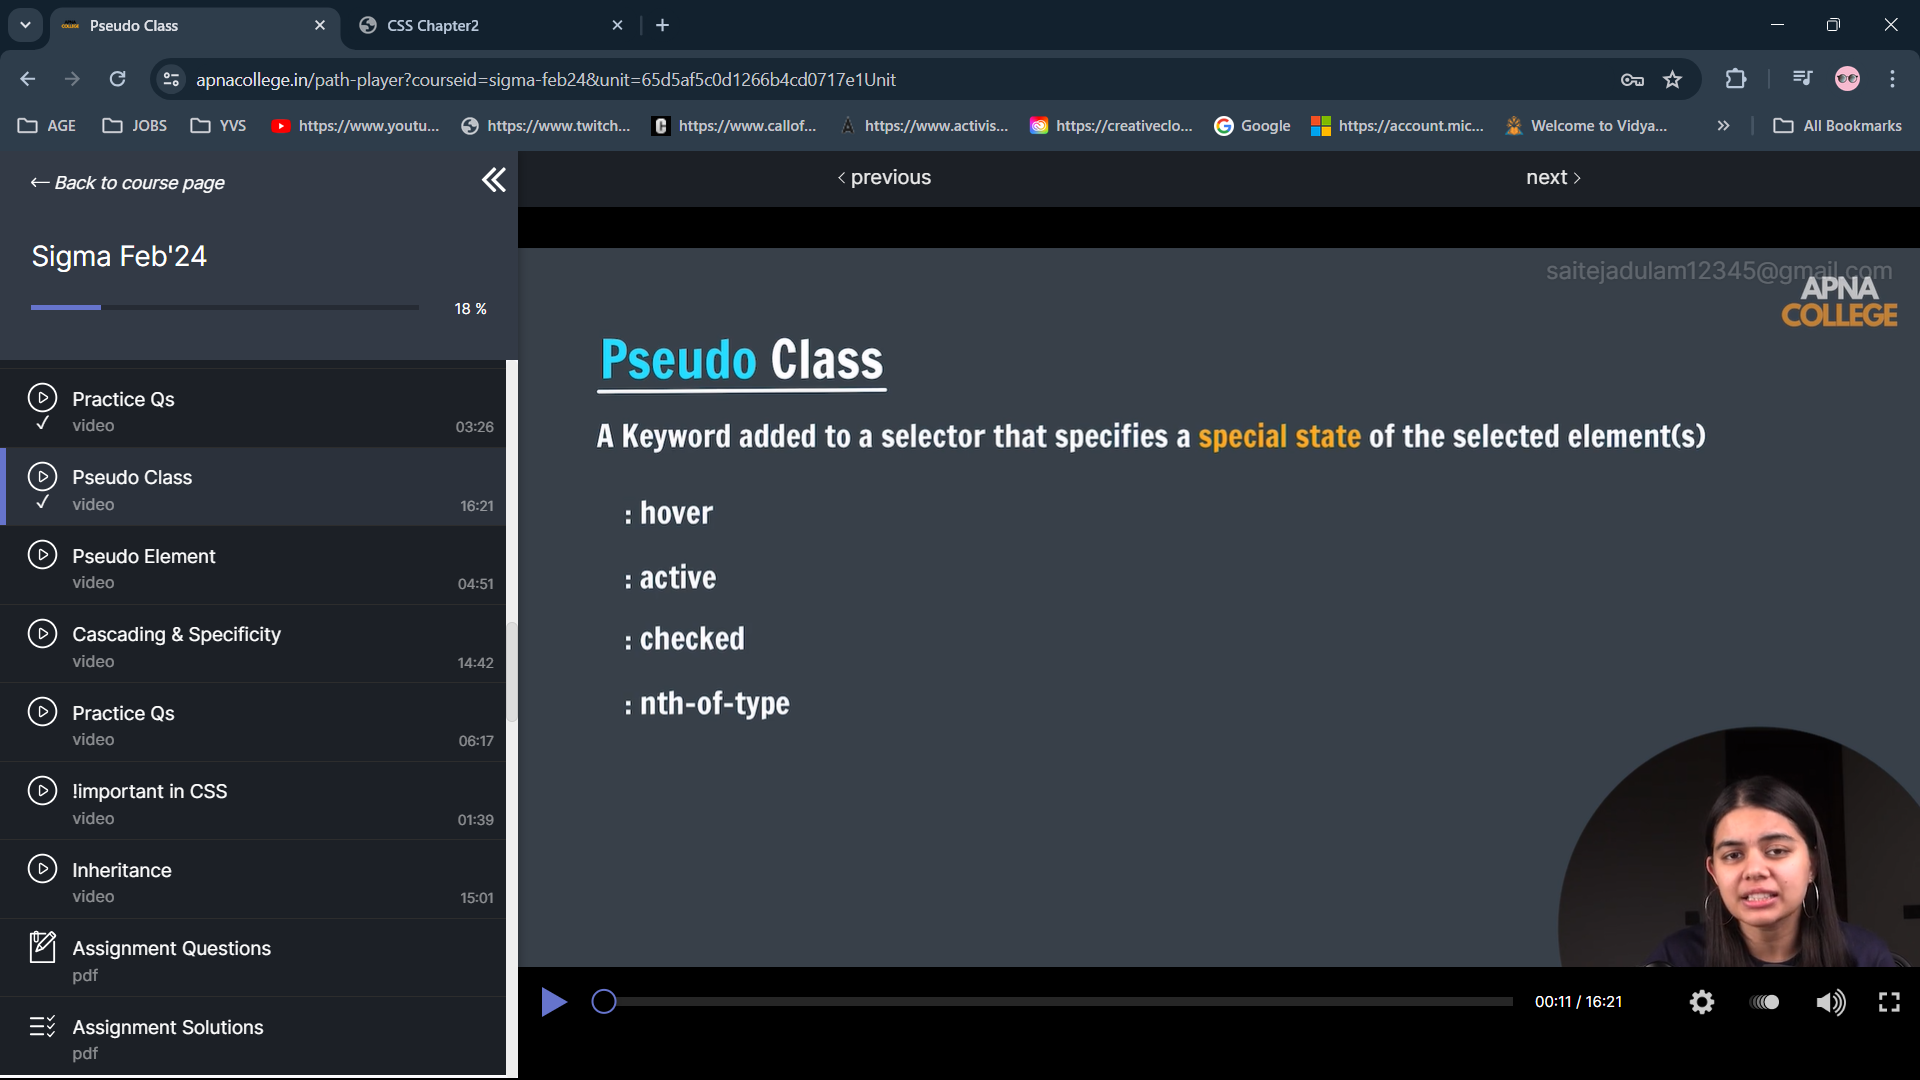 Pseudo Class
CSS Chapter2
apnacollege.in/path-player?courseid=sigma-feb24&unit=65d5af5c0d1266b4cd0717e1Unit
AGE
JOBS
YVS
https://www.youtu...
https://www.twitch...
https://www.callof...
https://www.activis...
https://creativeclo...
Google
https://account.mic...
Welcome to Vidya...
All Bookmarks
← Back to course page
Sigma Feb'24
18 %
Practice Qs
video
03:26
Pseudo Class
video
16:21
Pseudo Element
video
04:51
Cascading & Specificity
video
14:42
Practice Qs
video
06:17
!important in CSS
video
01:39
Inheritance
video
15:01
Assignment Questions
pdf
Assignment Solutions
pdf
‹ previous
next ›
saitejadulam12345@gmail.com
APNA
COLLEGE
Pseudo Class
A Keyword added to a selector that specifies a special state of the selected element(s)
: hover
: active
: checked
: nth-of-type
00:11 / 16:21